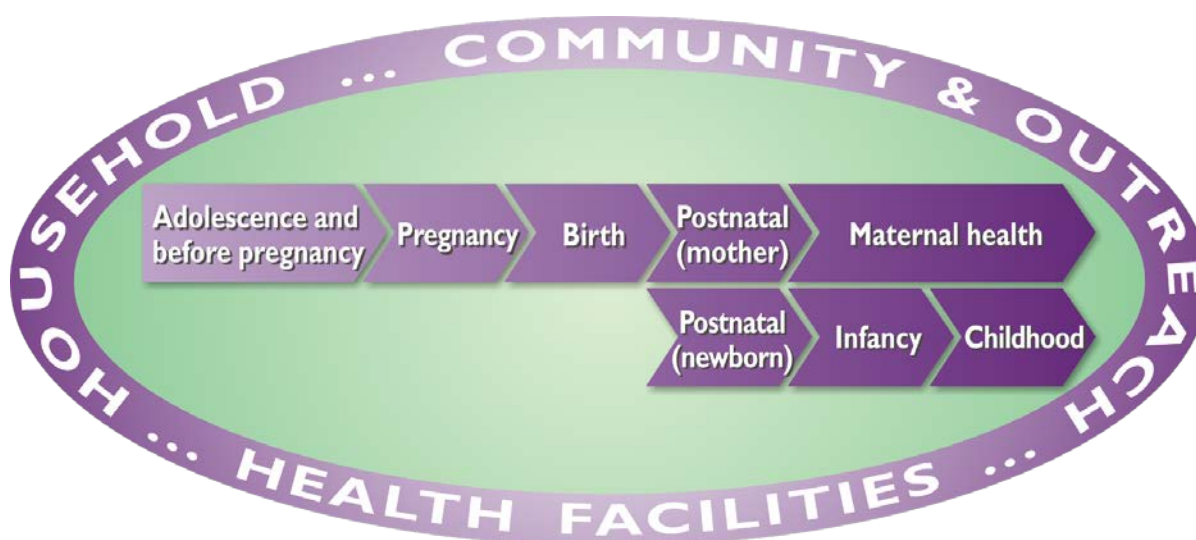 HOUSEHOLD ... COMMUNITY & OUTREACH ... HEALTH FACILITIES ...
Adolescence and
before pregnancy
Pregnancy
Birth
Postnatal
(mother)
Maternal health
Postnatal
(newborn)
Infancy
Childhood